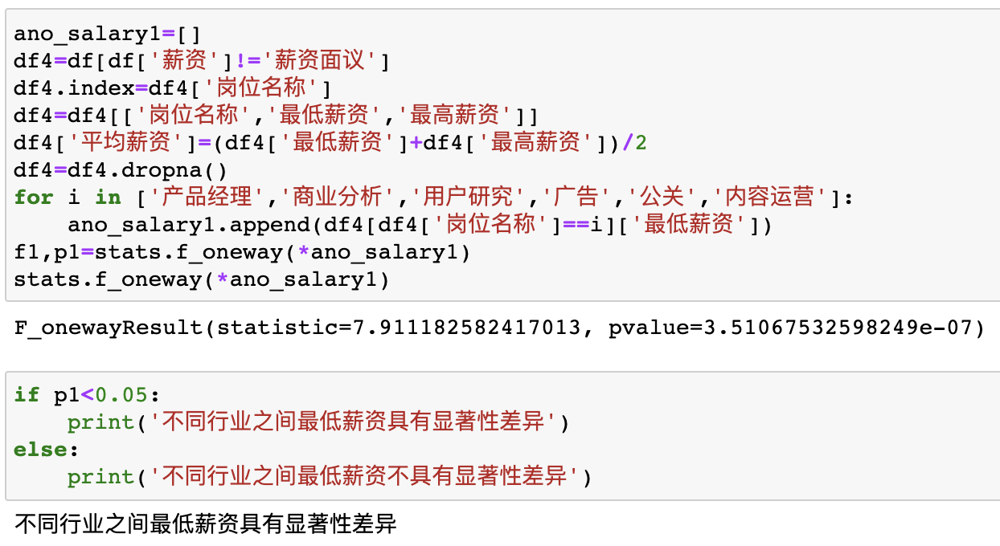 ano_salary1=[]
df4=df[df['薪资']!='薪资面议']
df4.index=df4['岗位名称']
df4=df4[['岗位名称','最低薪资','最高薪资']]
df4['平均薪资']=(df4['最低薪资']+df4['最高薪资'])/2
df4=df4.dropna()
for i in ['产品经理','商业分析','用户研究','广告','公关','内容运营']:
    ano_salary1.append(df4[df4['岗位名称']==i]['最低薪资'])
f1,p1=stats.f_oneway(*ano_salary1)
stats.f_oneway(*ano_salary1)
F_onewayResult(statistic=7.911182582417013, pvalue=3.51067532598249e-07)
if p1<0.05:
    print('不同行业之间最低薪资具有显著性差异')
else:
    print('不同行业之间最低薪资不具有显著性差异')
不同行业之间最低薪资具有显著性差异